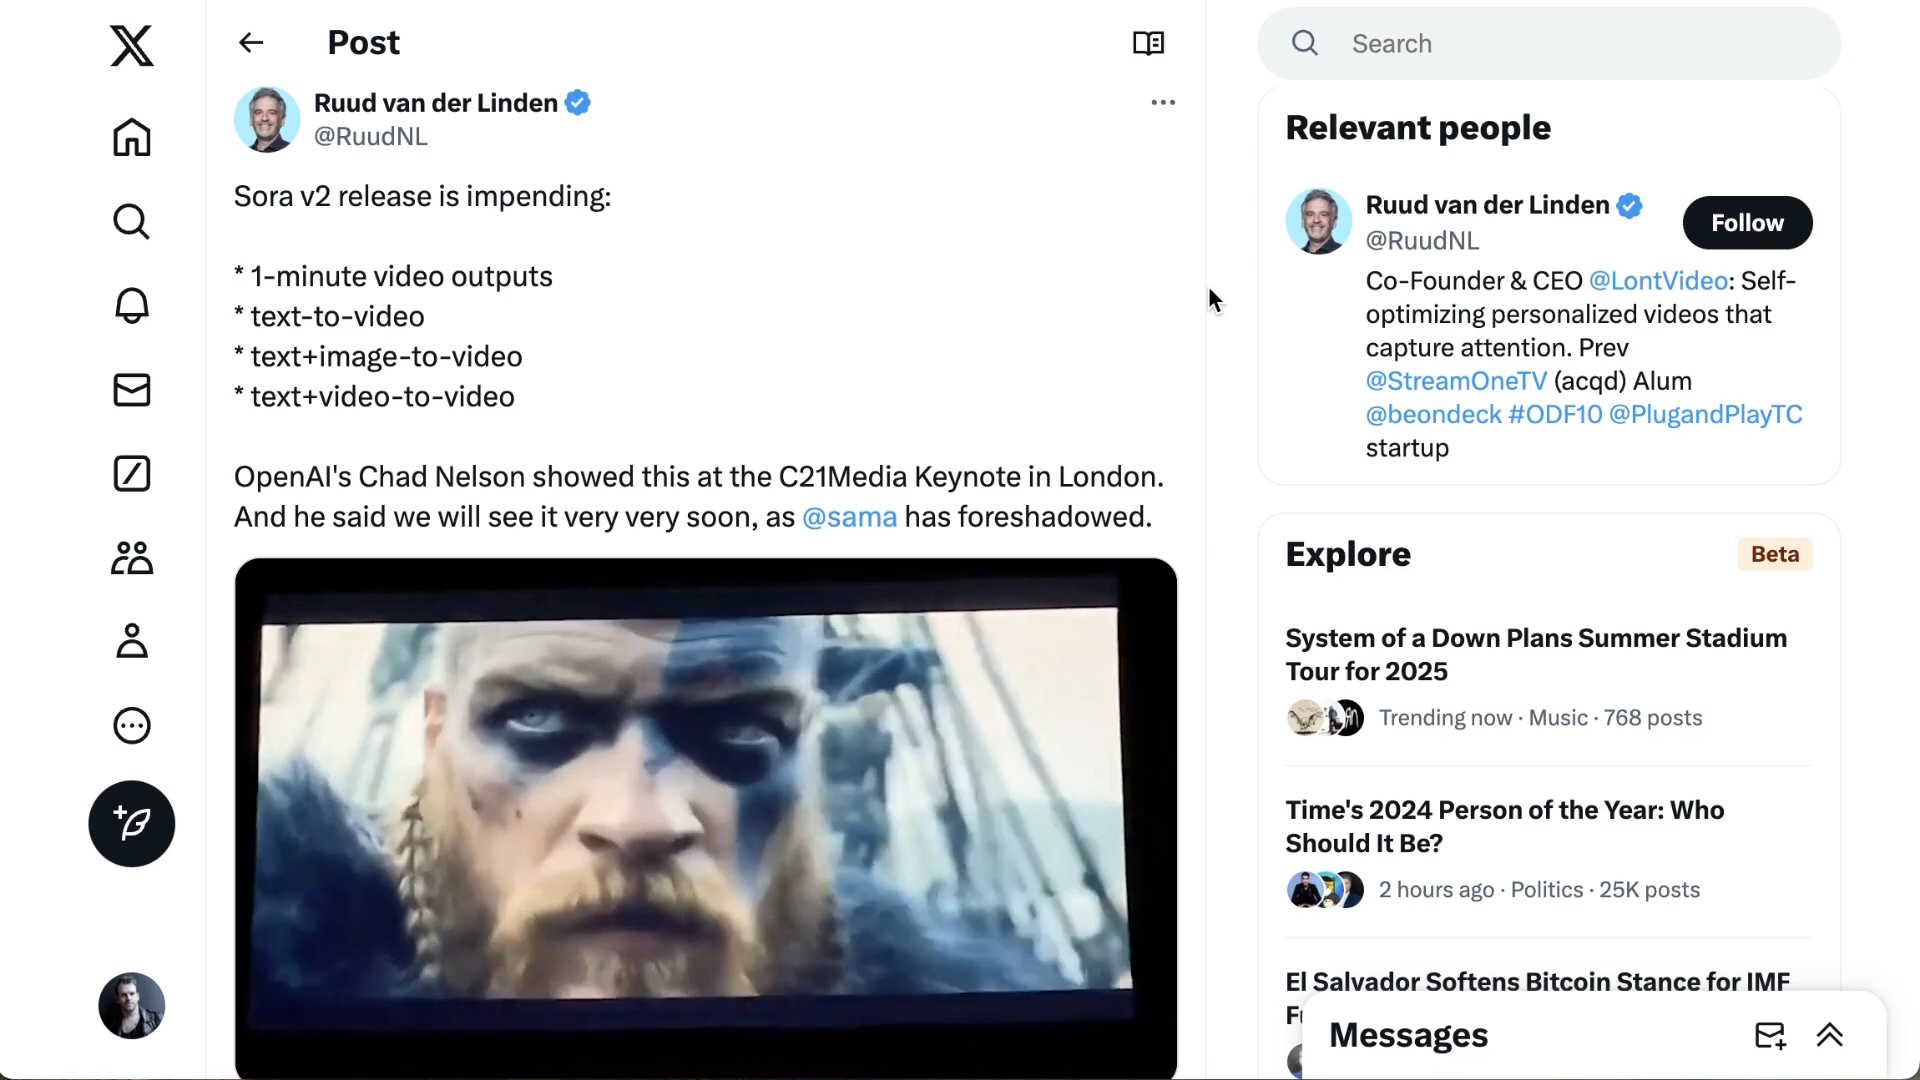 Post
Ruud van der Linden
@RuudNL
Sora v2 release is impending:
* 1-minute video outputs
* text-to-video
* text+image-to-video
* text+video-to-video
OpenAI's Chad Nelson showed this at the C21Media Keynote in London.
And he said we will see it very very soon, as @sama has foreshadowed.
Search
Relevant people
Ruud van der Linden
@RuudNL
Follow
Co-Founder & CEO @LontVideo: Self-
optimizing personalized videos that
capture attention. Prev
@StreamOneTV (acqd) Alum
@beondeck #ODF10 @PlugandPlayTC
startup
Explore
Beta
System of a Down Plans Summer Stadium
Tour for 2025
Trending now · Music · 768 posts
Time's 2024 Person of the Year: Who
Should It Be?
2 hours ago · Politics · 25K posts
El Salvador Softens Bitcoin Stance for IMF
Messages